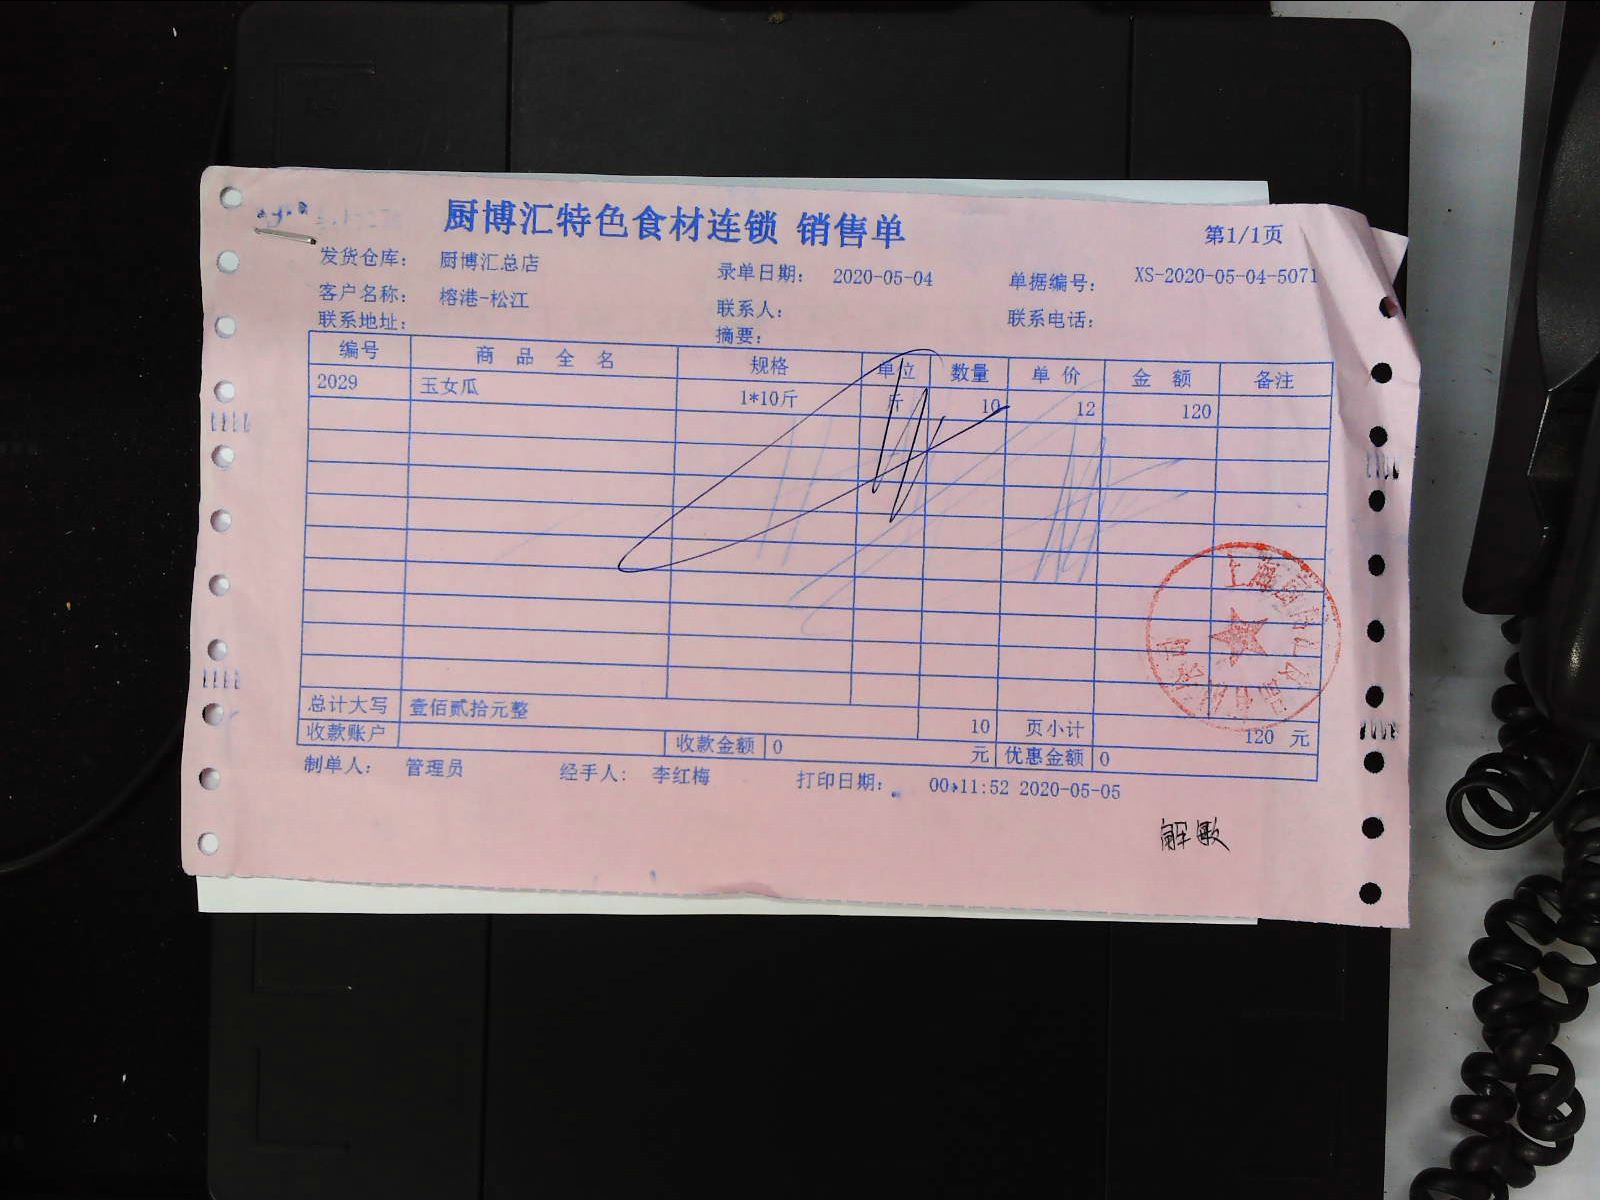 厨博汇特色食材连锁 销售单
第1/1页
发货仓库： 厨博汇总店 录单日期： 2020-05-04 单据编号： XS-2020-05-04-5071
客户名称： 榕港-松江 联系人： 联系电话：
联系地址： 摘要：
编号 商品全名 规格 单位 数量 单价 金额 备注
2029 玉女瓜 1*10斤 斤 10 12 120
总计大写 壹佰贰拾元整 10 页小计 120 元
收款账户 收款金额 0 元 优惠金额 0
制单人： 管理员 经手人： 李红梅 打印日期： 00:11:52 2020-05-05
解敏